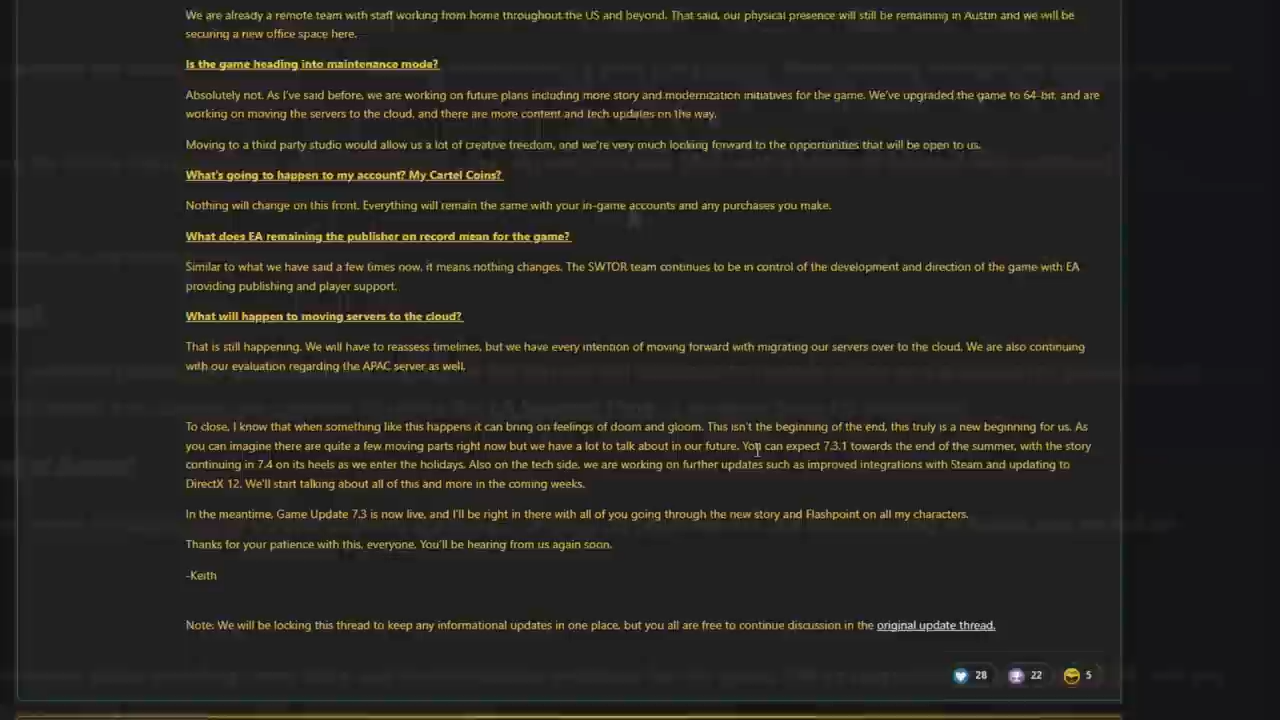 We are already a remote team with staff working from home throughout the US and beyond. That said, our physical presence will still be remaining in Austin and we will be
securing a new office space here.
Is the game heading into maintenance mode?
Absolutely not. As I've said before, we are working on future plans including more story and modernization initiatives for the game. We've upgraded the game to 64-bit, and are
working on moving the servers to the cloud, and there are more content and tech updates on the way.
Moving to a third party studio would allow us a lot of creative freedom, and we're very much looking forward to the opportunities that will be open to us.
What's going to happen to my account? My Cartel Coins?
Nothing will change on this front. Everything will remain the same with your in-game accounts and any purchases you make.
What does EA remaining the publisher on record mean for the game?
Similar to what we have said a few times now, it means nothing changes. The SWTOR team continues to be in control of the development and direction of the game with EA
providing publishing and player support.
What will happen to moving servers to the cloud?
That is still happening. We will have to reassess timelines, but we have every intention of moving forward with migrating our servers over to the cloud. We are also continuing
with our evaluation regarding the APAC server as well.
To close, I know that when something like this happens it can bring on feelings of doom and gloom. This isn't the beginning of the end, this truly is a new beginning for us. As
you can imagine there are quite a few moving parts right now but we have a lot to talk about in our future. You can expect 7.3.1 towards the end of the summer, with the story
continuing in 7.4 on its heels as we enter the holidays. Also on the tech side, we are working on further updates such as improved integrations with Steam and updating to
DirectX 12. We'll start talking about all of this and more in the coming weeks.
In the meantime, Game Update 7.3 is now live, and I'll be right in there with all of you going through the new story and Flashpoint on all my characters.
Thanks for your patience with this, everyone. You'll be hearing from us again soon.
-Keith
Note: We will be locking this thread to keep any informational updates in one place, but you all are free to continue discussion in the original update thread.
28 22 5